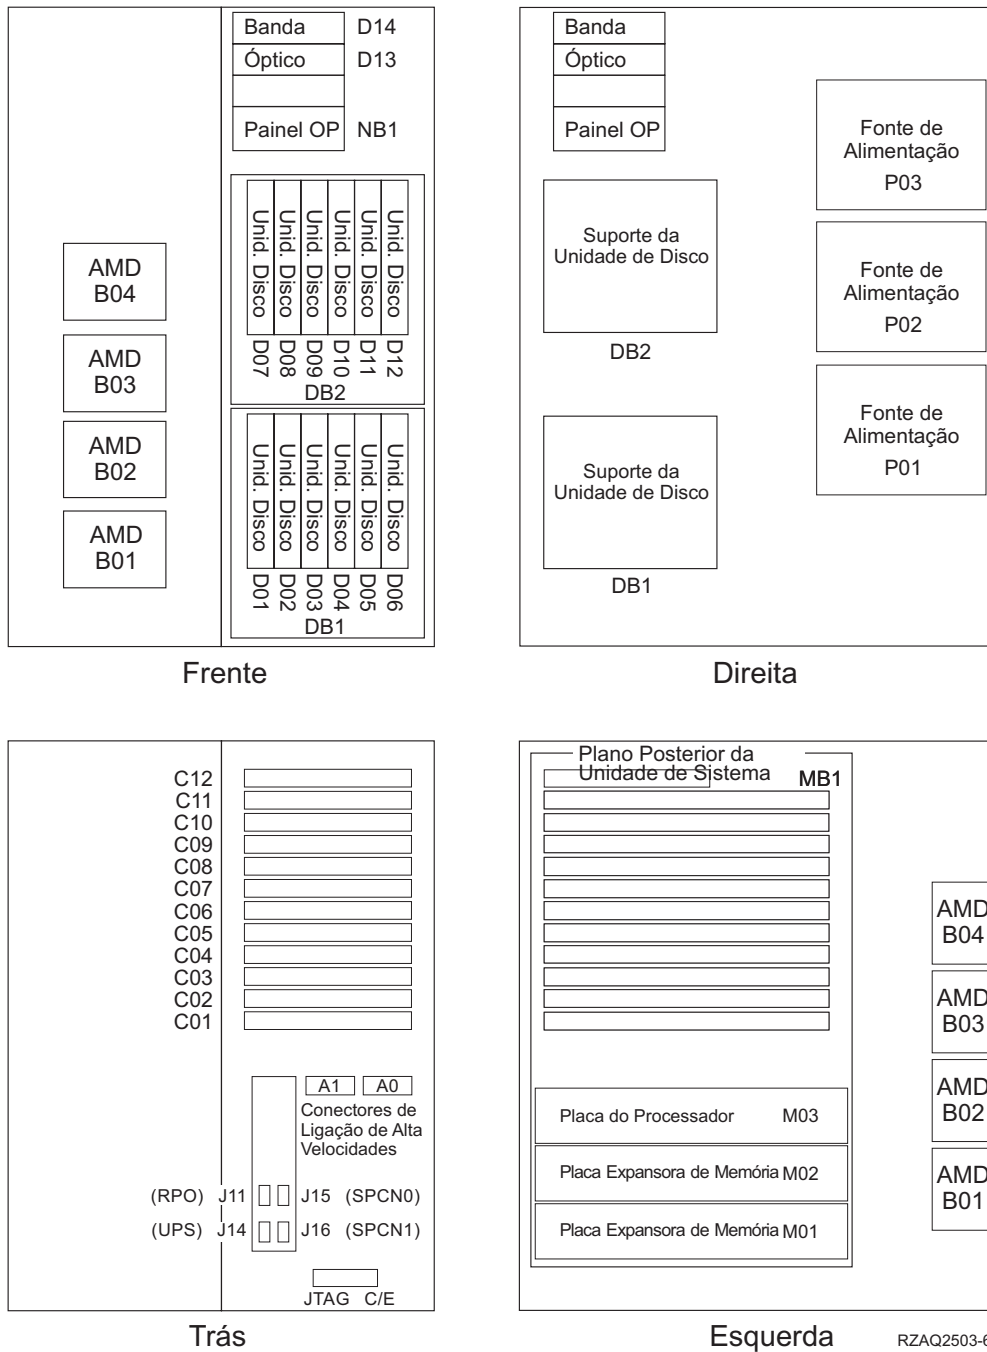 Banda D14
Óptico D13
Painel OP NB1
AMD
B04
AMD
B03
AMD
B02
AMD
B01
Unid. Disco Unid. Disco Unid. Disco Unid. Disco Unid. Disco Unid. Disco
D07 D08 D09 D10 D11 D12
DB2
Unid. Disco Unid. Disco Unid. Disco Unid. Disco Unid. Disco Unid. Disco
D01 D02 D03 D04 D05 D06
DB1
Frente
Banda
Óptico
Painel OP
Suporte da
Unidade de Disco
DB2
Suporte da
Unidade de Disco
DB1
Fonte de
Alimentação
P03
Fonte de
Alimentação
P02
Fonte de
Alimentação
P01
Direita
C12
C11
C10
C09
C08
C07
C06
C05
C04
C03
C02
C01
A1 A0
Conectores de
Ligação de Alta
Velocidades
(RPO) J11 J15 (SPCN0)
(UPS) J14 J16 (SPCN1)
JTAG C/E
Trás
Plano Posterior da
Unidade de Sistema MB1
Placa do Processador M03
Placa Expansora de Memória M02
Placa Expansora de Memória M01
AMD
B04
AMD
B03
AMD
B02
AMD
B01
Esquerda
RZAQ2503-6